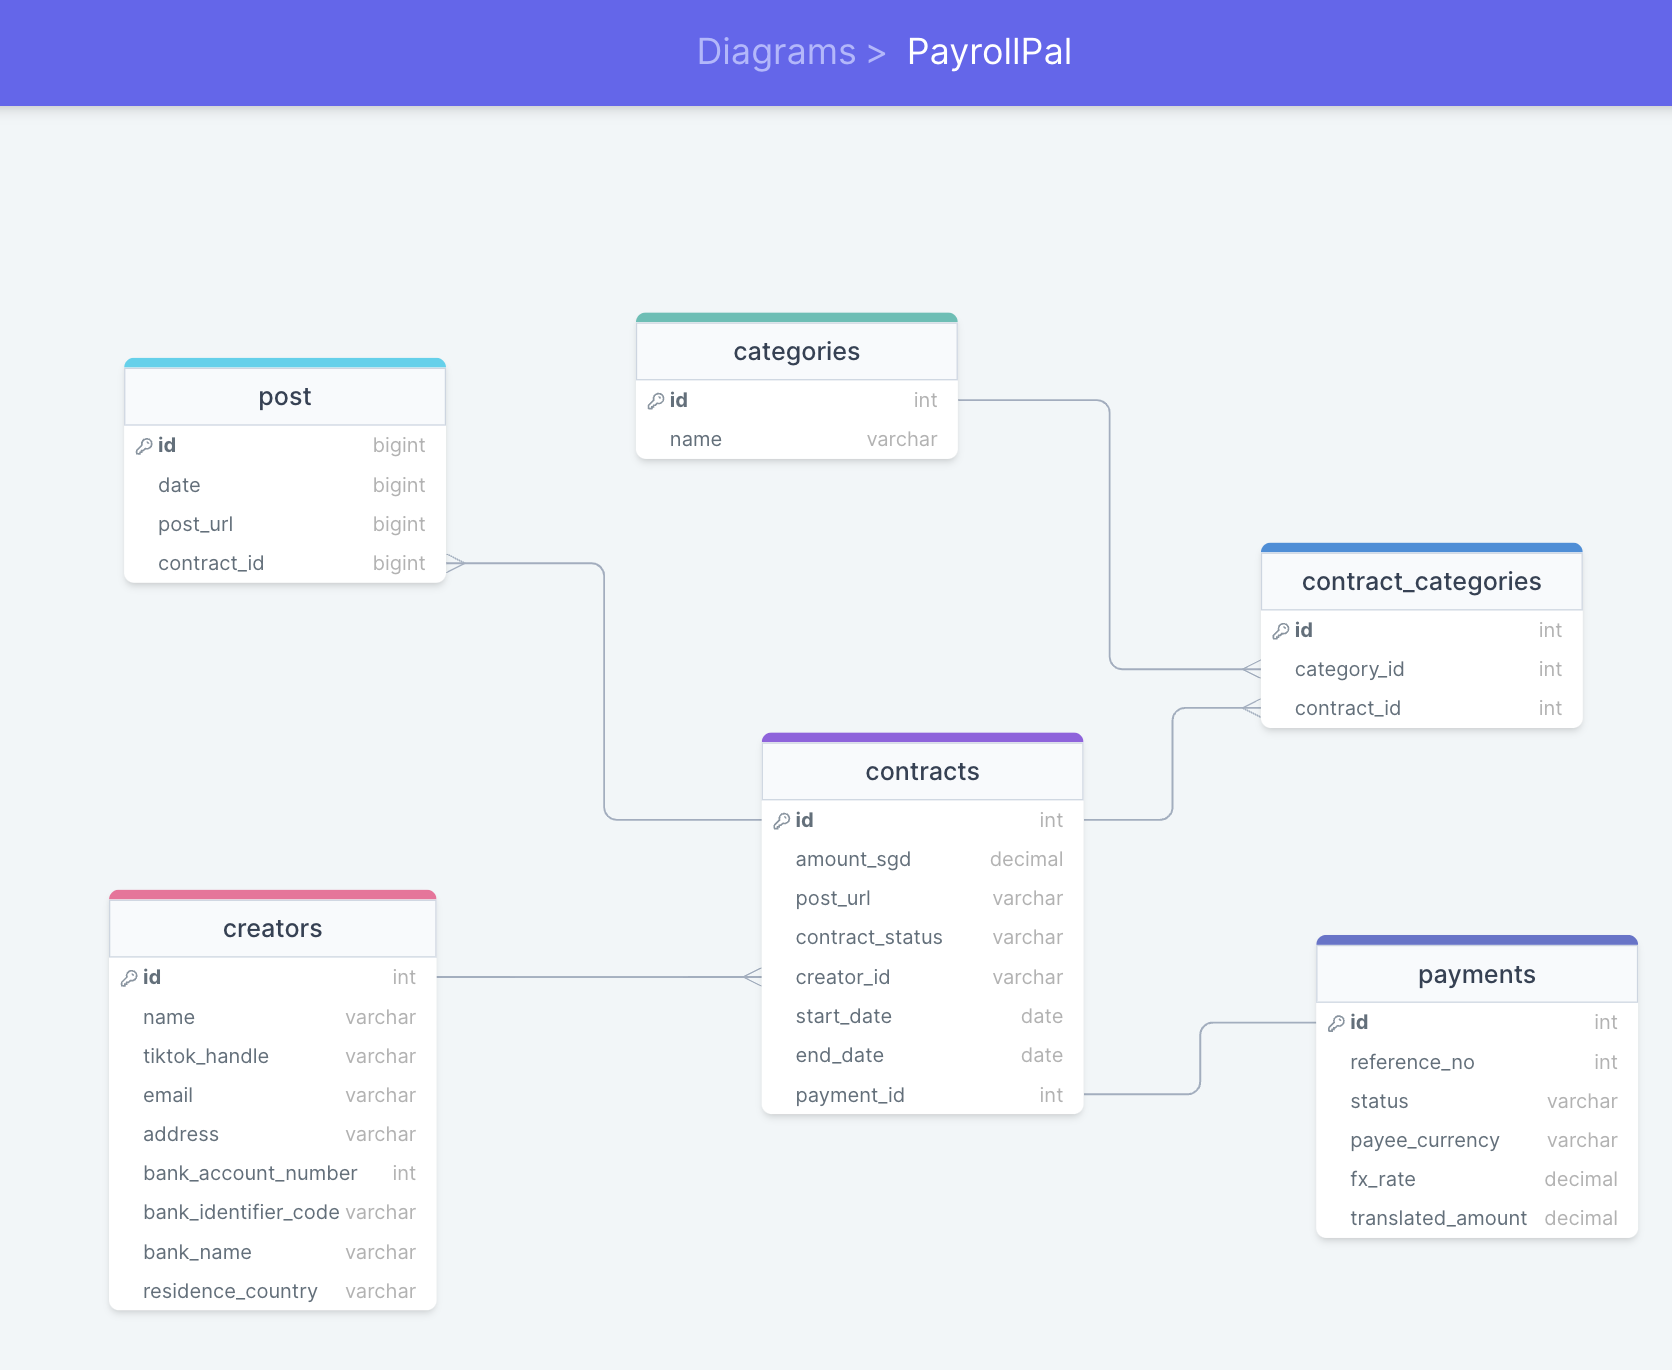 Diagrams > PayrollPal
categories
id int
name varchar
post
id bigint
date bigint
post_url bigint
contract_id bigint
contract_categories
id int
category_id int
contract_id int
contracts
id int
amount_sgd decimal
post_url varchar
contract_status varchar
creator_id varchar
start_date date
end_date date
payment_id int
creators
id int
name varchar
tiktok_handle varchar
email varchar
address varchar
bank_account_number int
bank_identifier_code varchar
bank_name varchar
residence_country varchar
payments
id int
reference_no int
status varchar
payee_currency varchar
fx_rate decimal
translated_amount decimal